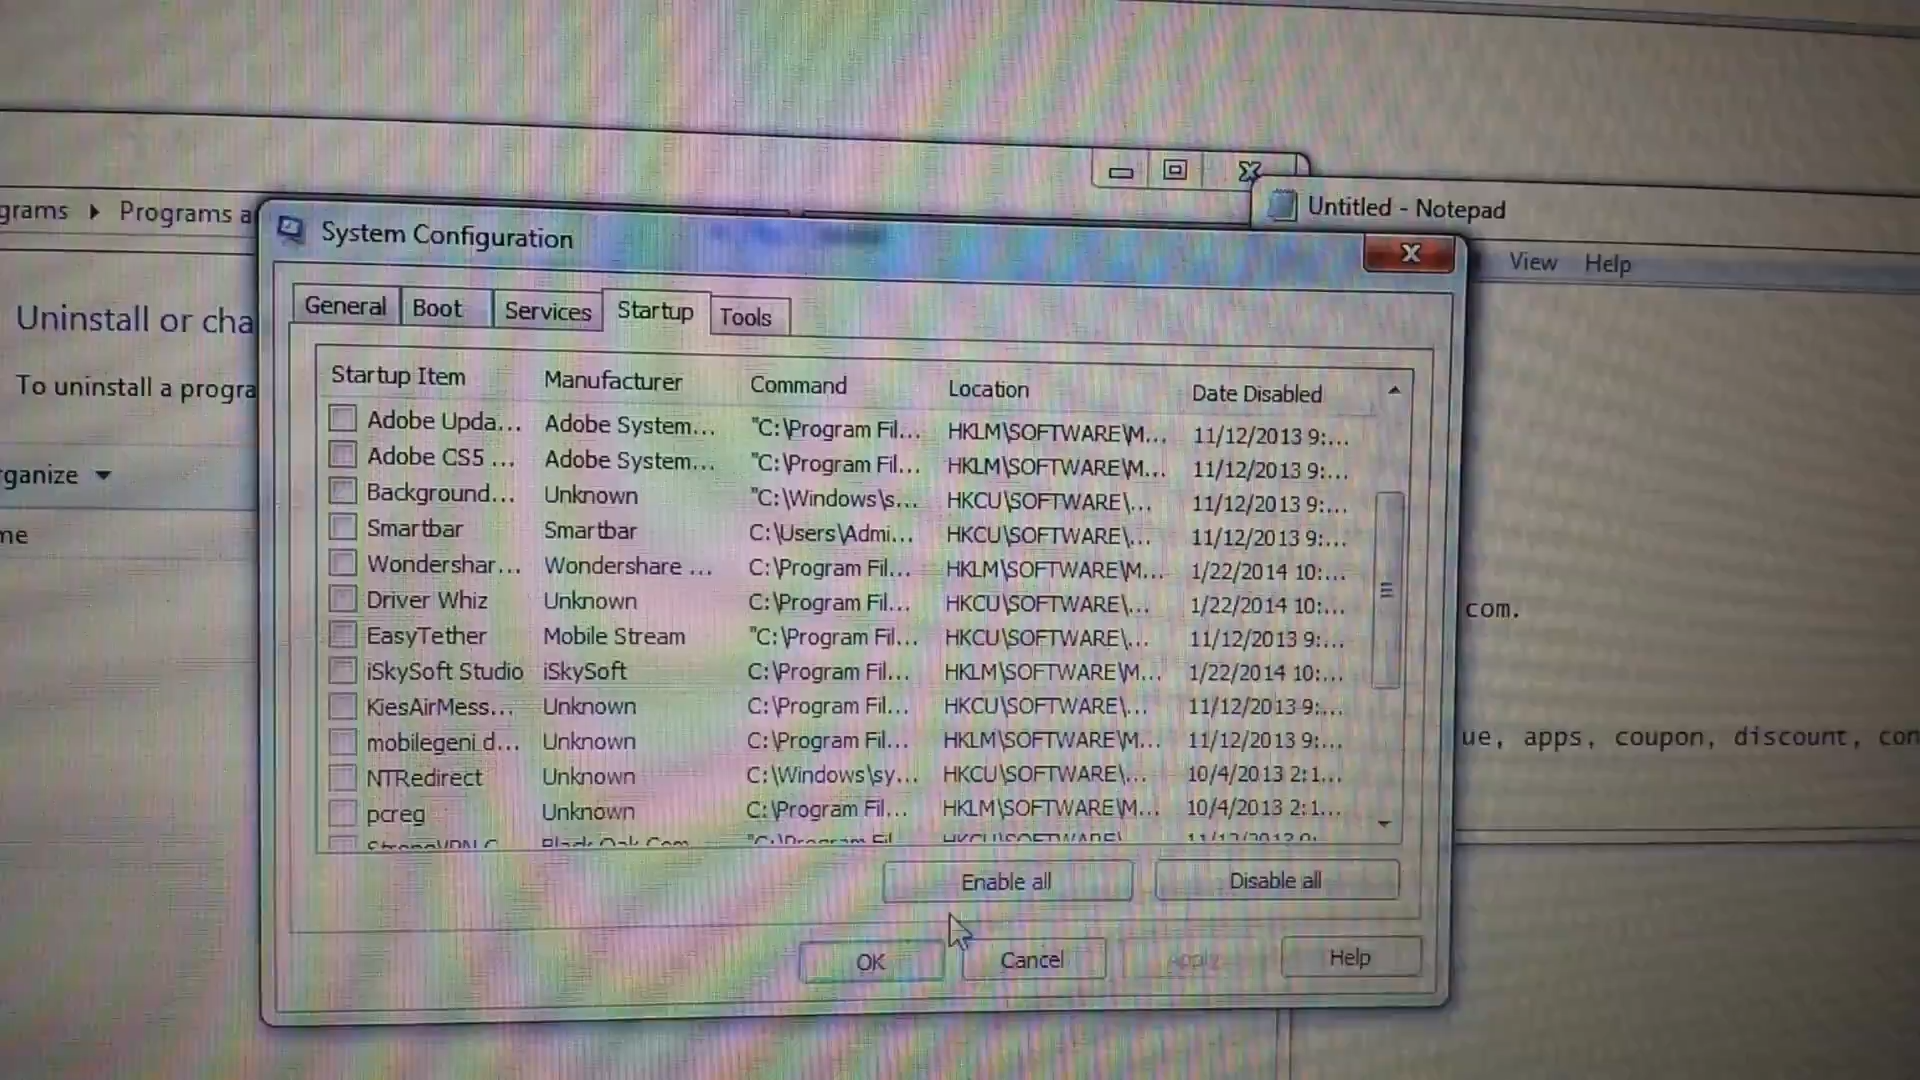 grams ▸ Programs a
Untitled - Notepad
System Configuration
View Help
Uninstall or cha
General Boot Services Startup Tools
To uninstall a progra
Startup Item Manufacturer Command Location Date Disabled
Adobe Upda... Adobe System... "C:\Program Fil... HKLM\SOFTWARE\M... 11/12/2013 9:...
Adobe CS5 ... Adobe System... "C:\Program Fil... HKLM\SOFTWARE\M... 11/12/2013 9:...
rganize
Background... Unknown "C:\Windows\s... HKCU\SOFTWARE\... 11/12/2013 9:...
me
Smartbar Smartbar C:\Users\Admi... HKCU\SOFTWARE\... 11/12/2013 9:...
Wondershar... Wondershare ... C:\Program Fil... HKLM\SOFTWARE\M... 1/22/2014 10:...
Driver Whiz Unknown C:\Program Fil... HKCU\SOFTWARE\... 1/22/2014 10:...
com.
EasyTether Mobile Stream "C:\Program Fil... HKCU\SOFTWARE\... 11/12/2013 9:...
iSkySoft Studio iSkySoft C:\Program Fil... HKLM\SOFTWARE\M... 1/22/2014 10:...
KiesAirMess... Unknown C:\Program Fil... HKCU\SOFTWARE\... 11/12/2013 9:...
mobilegeni d... Unknown C:\Program Fil... HKLM\SOFTWARE\M... 11/12/2013 9:...
ue, apps, coupon, discount, con
NTRedirect Unknown C:\Windows\sy... HKCU\SOFTWARE\... 10/4/2013 2:1...
pcreg Unknown C:\Program Fil... HKLM\SOFTWARE\M... 10/4/2013 2:1...
Enable all Disable all
OK Cancel Apply Help